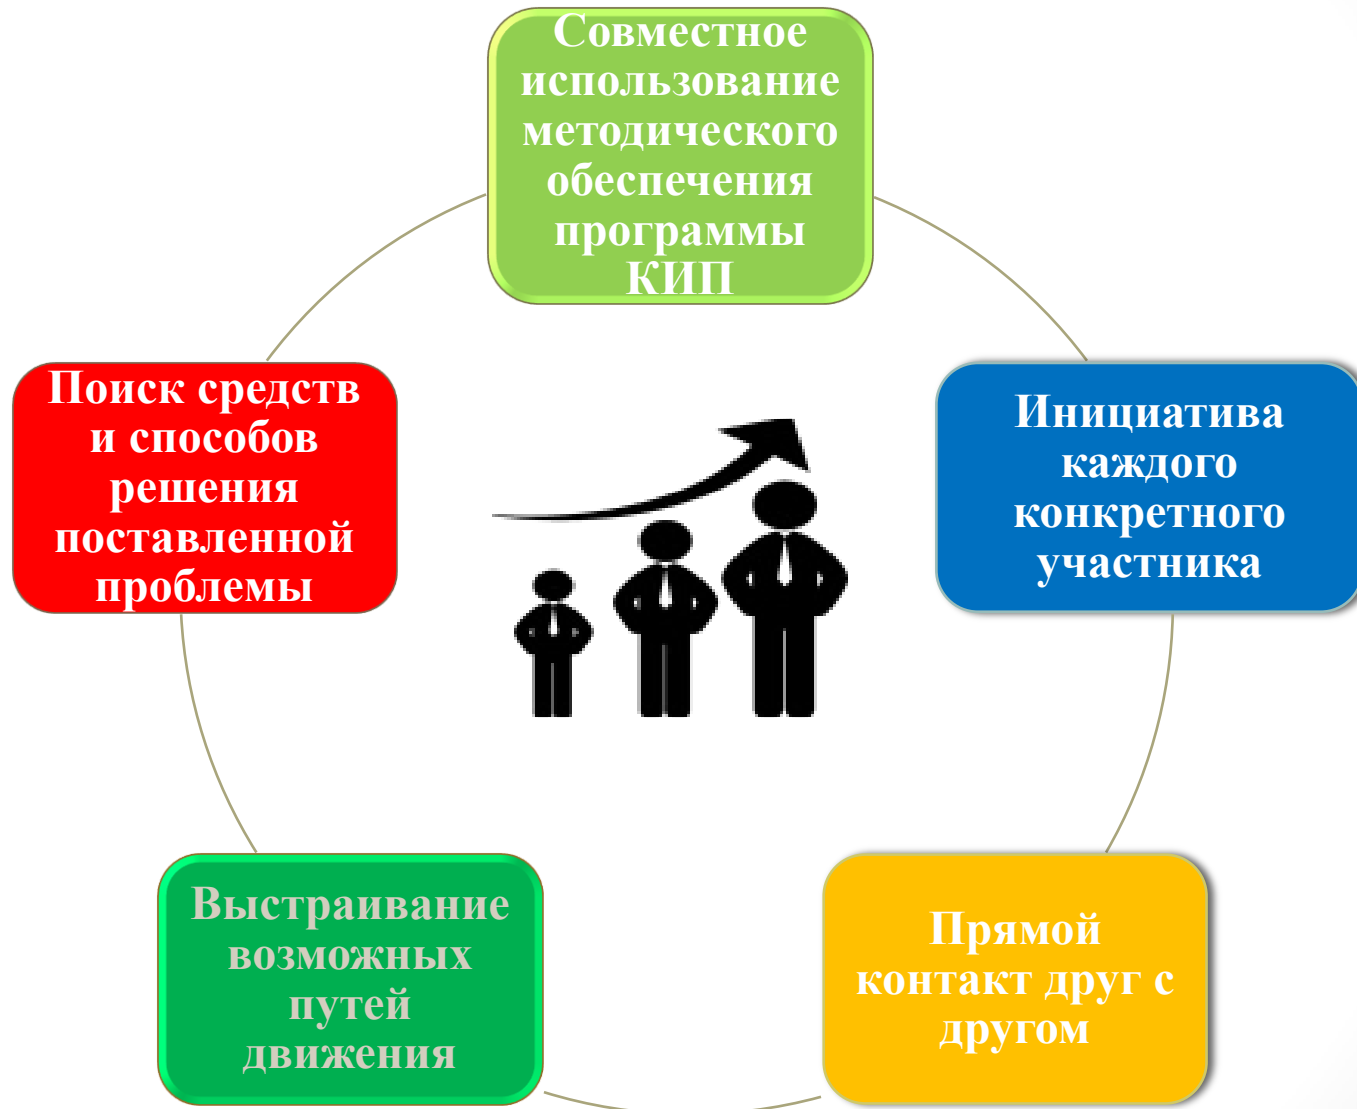 Совместное
использование
методического
обеспечения
программы
КИП
Поиск средств
и способов
решения
поставленной
проблемы
Инициатива
каждого
конкретного
участника
Выстраивание
возможных
путей
движения
Прямой
контакт друг с
другом